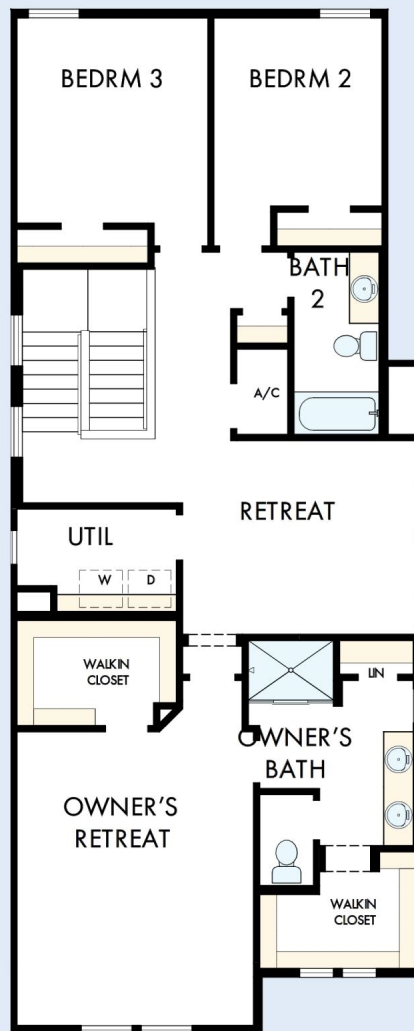 BEDRM 3
BEDRM 2
BATH
2
A/C
RETREAT
UTIL
W
D
WALKIN
CLOSET
LIN
OWNER'S
BATH
OWNER'S
RETREAT
WALKIN
CLOSET